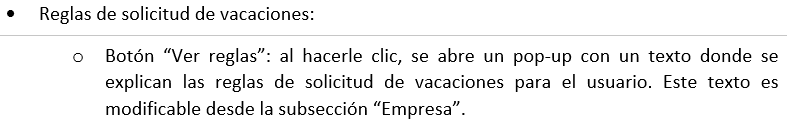 • Reglas de solicitud de vacaciones:
o Botón “Ver reglas”: al hacerle clic, se abre un pop-up con un texto donde se
explican las reglas de solicitud de vacaciones para el usuario. Este texto es
modificable desde la subsección “Empresa”.